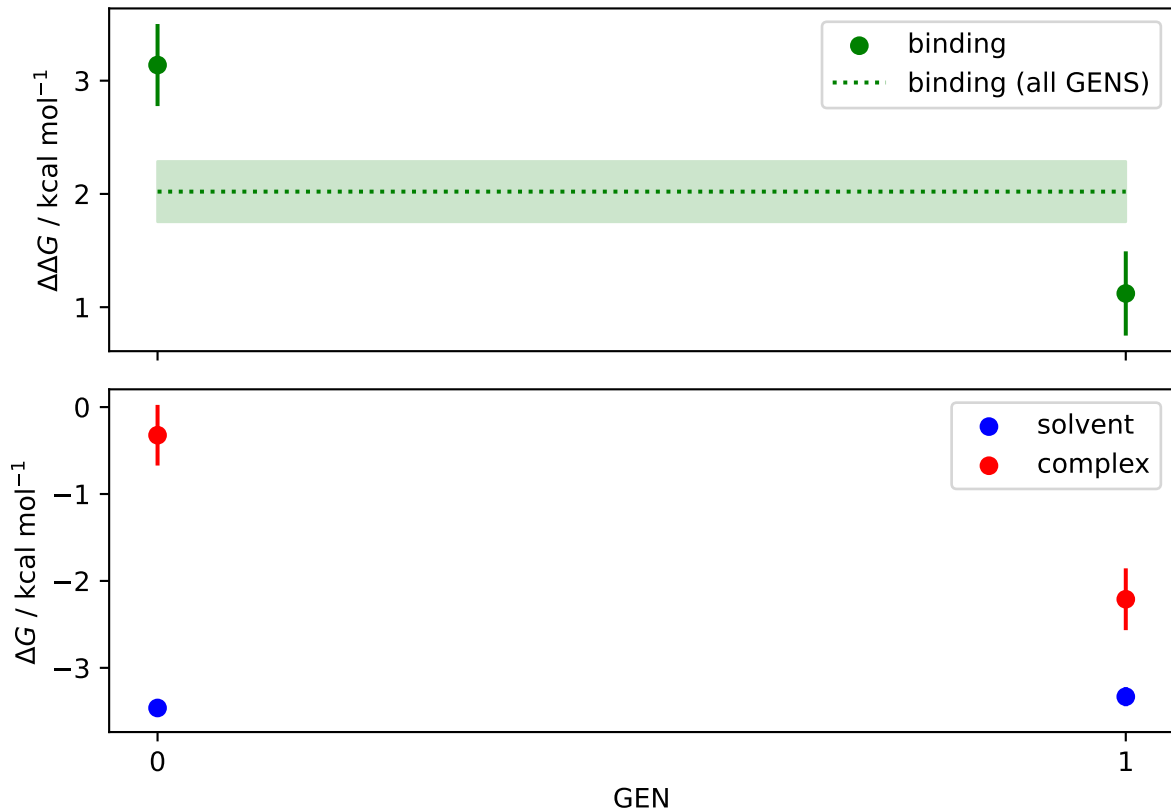 ΔΔG / kcal mol⁻¹
3
2
1
binding
binding (all GENS)
ΔG / kcal mol⁻¹
0
−1
−2
−3
solvent
complex
0
1
GEN